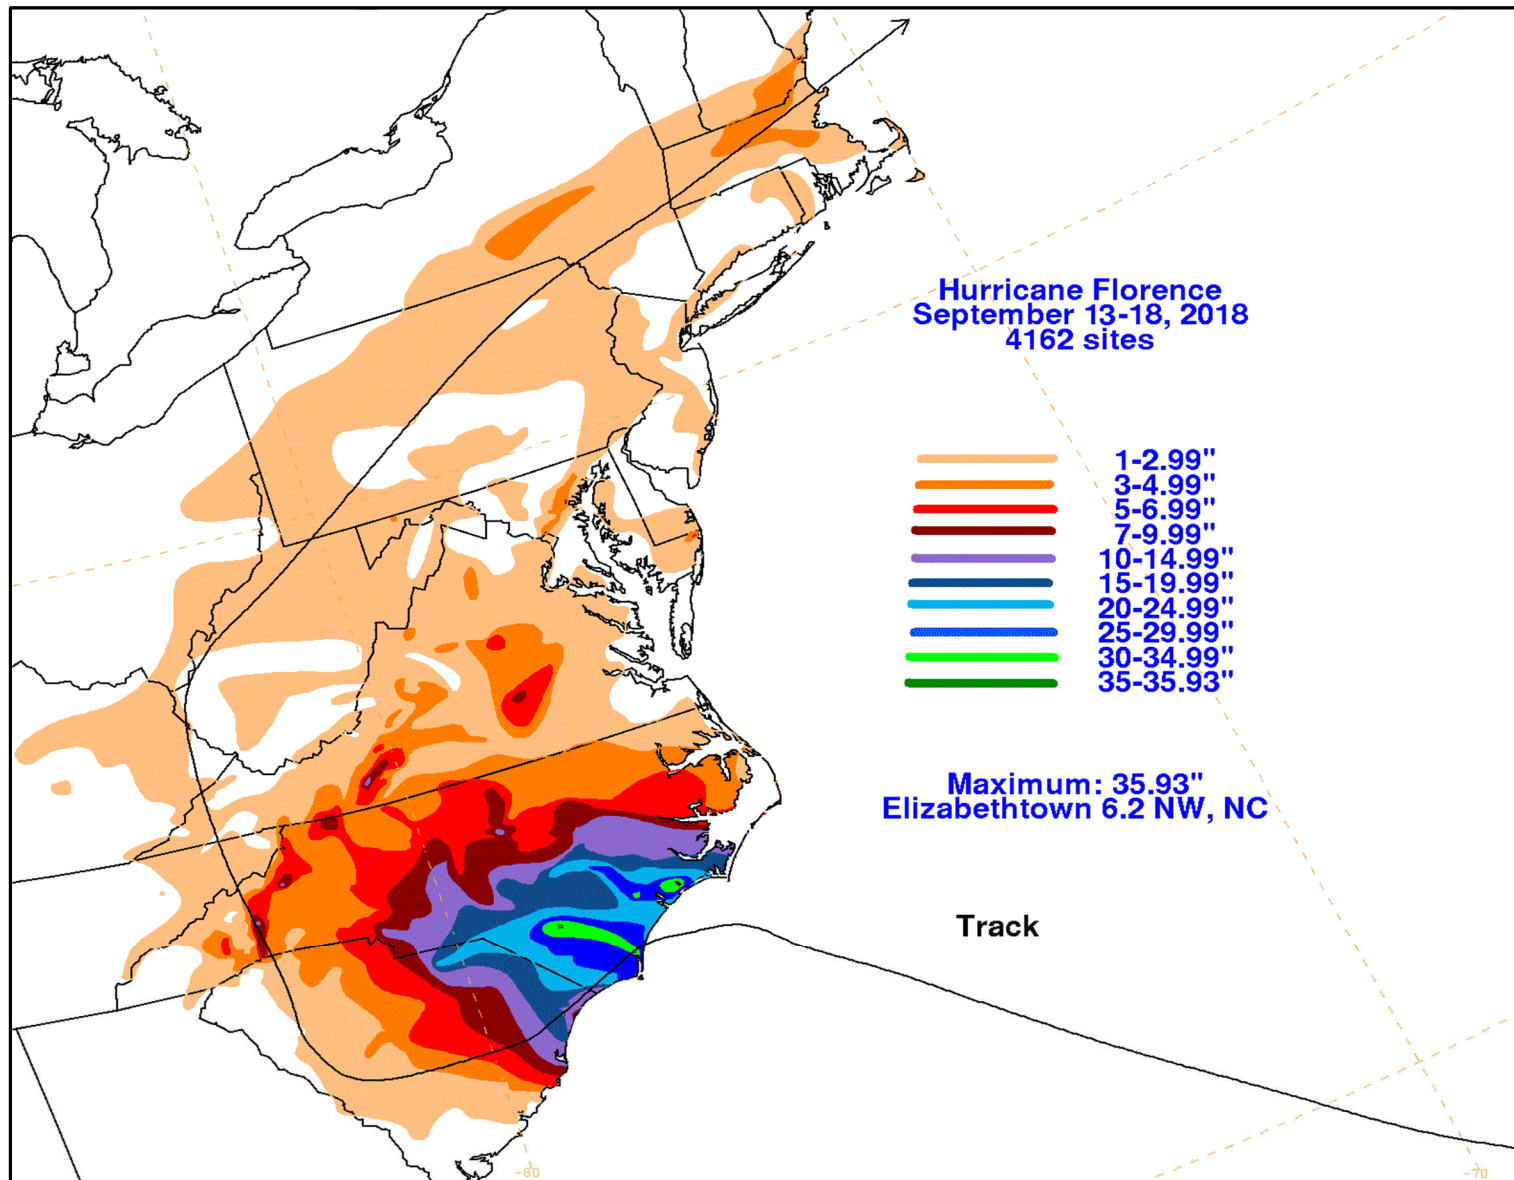 Hurricane Florence
September 13-18, 2018
4162 sites
1-2.99"
3-4.99"
5-6.99"
7-9.99"
10-14.99"
15-19.99"
20-24.99"
25-29.99"
30-34.99"
35-35.93"
Maximum: 35.93"
Elizabethtown 6.2 NW, NC
Track
-80
-70